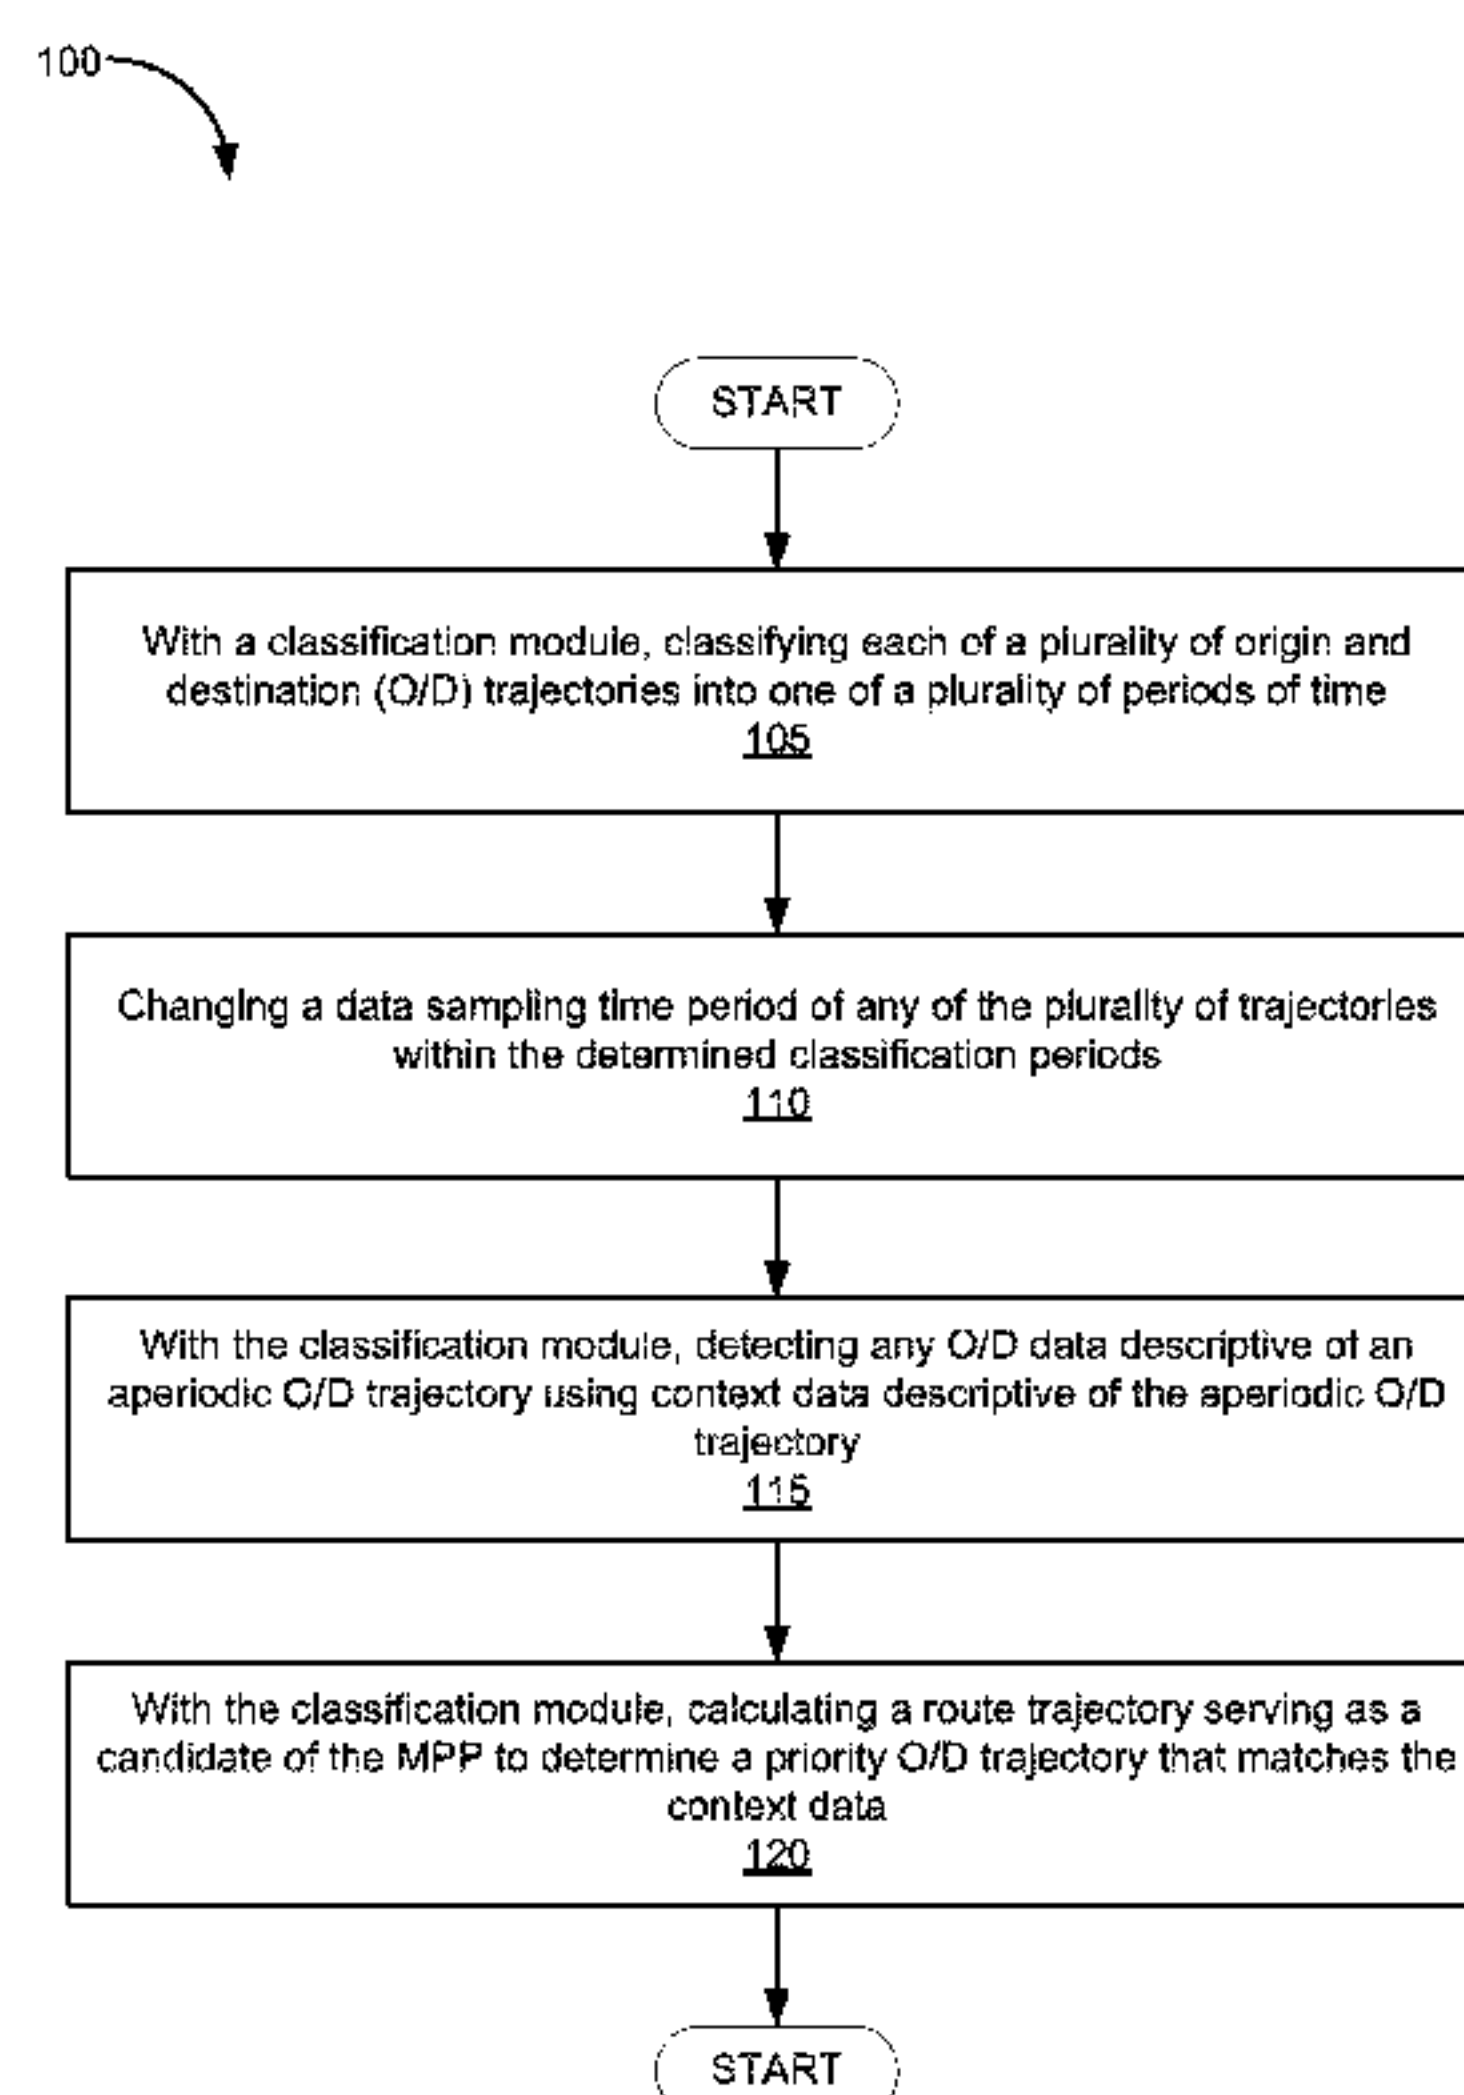 100
START
With a classification module, classifying each of a plurality of origin and
destination (O/D) trajectories into one of a plurality of periods of time
105
Changing a data sampling time period of any of the plurality of trajectories
within the determined classification periods
110
With the classification module, detecting any O/D data descriptive of an
aperiodic O/D trajectory using context data descriptive of the aperiodic O/D
trajectory
115
With the classification module, calculating a route trajectory serving as a
candidate of the MPP to determine a priority O/D trajectory that matches the
context data
120
START